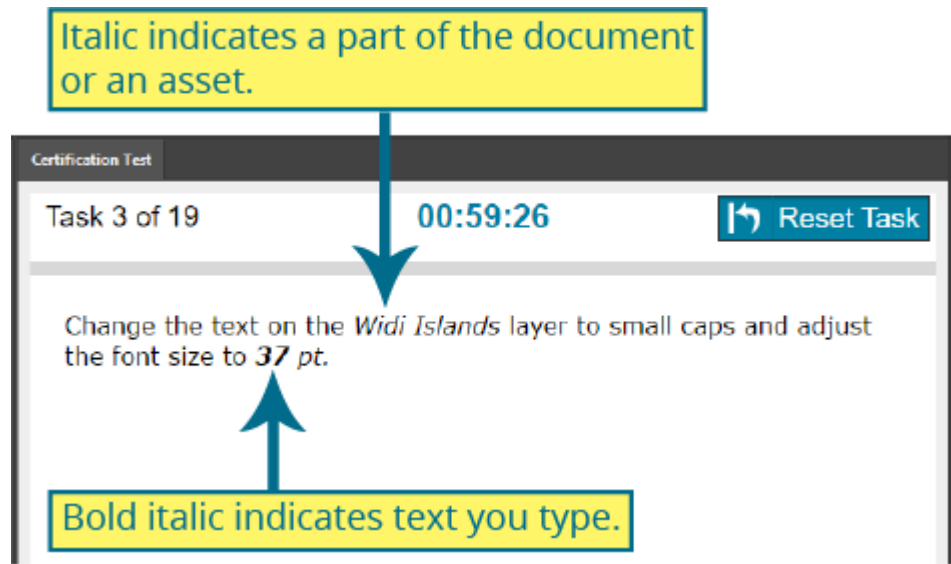 Italic indicates a part of the document
or an asset.
Certification Test
Task 3 of 19
00:59:26
Reset Task
Change the text on the Widi Islands layer to small caps and adjust
the font size to 37 pt.
Bold italic indicates text you type.